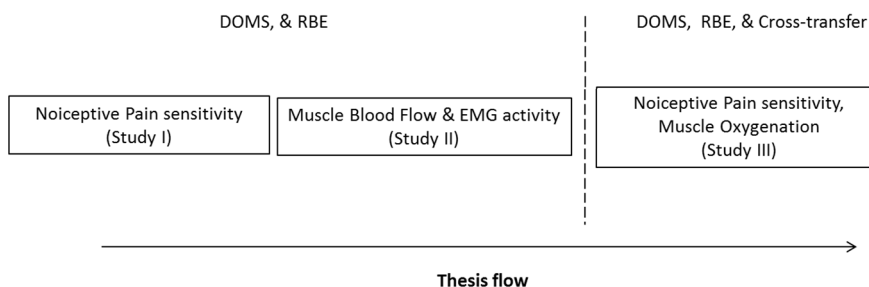 DOMS, & RBE
DOMS, RBE, & Cross-transfer
Noiceptive Pain sensitivity
(Study I)
Muscle Blood Flow & EMG activity
(Study II)
Noiceptive Pain sensitivity,
Muscle Oxygenation
(Study III)
Thesis flow